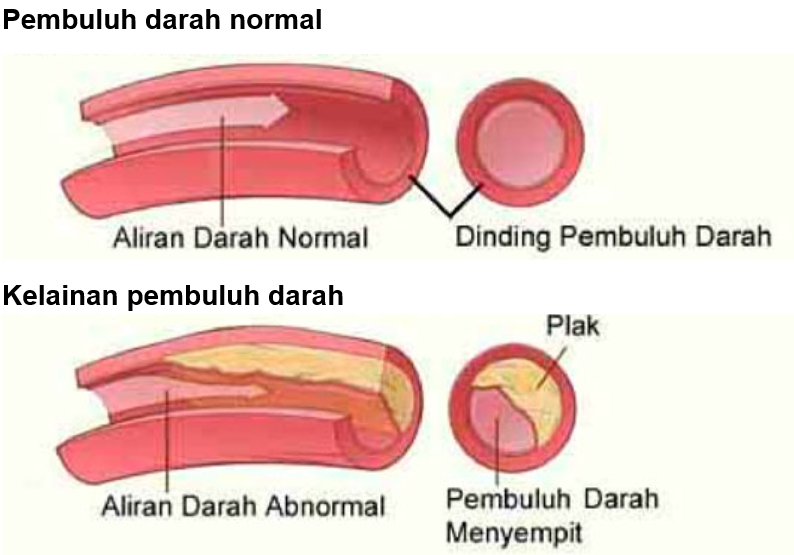 Pembuluh darah normal
Aliran Darah Normal
Dinding Pembuluh Darah
Kelainan pembuluh darah
Plak
Aliran Darah Abnormal
Pembuluh Darah
Menyempit